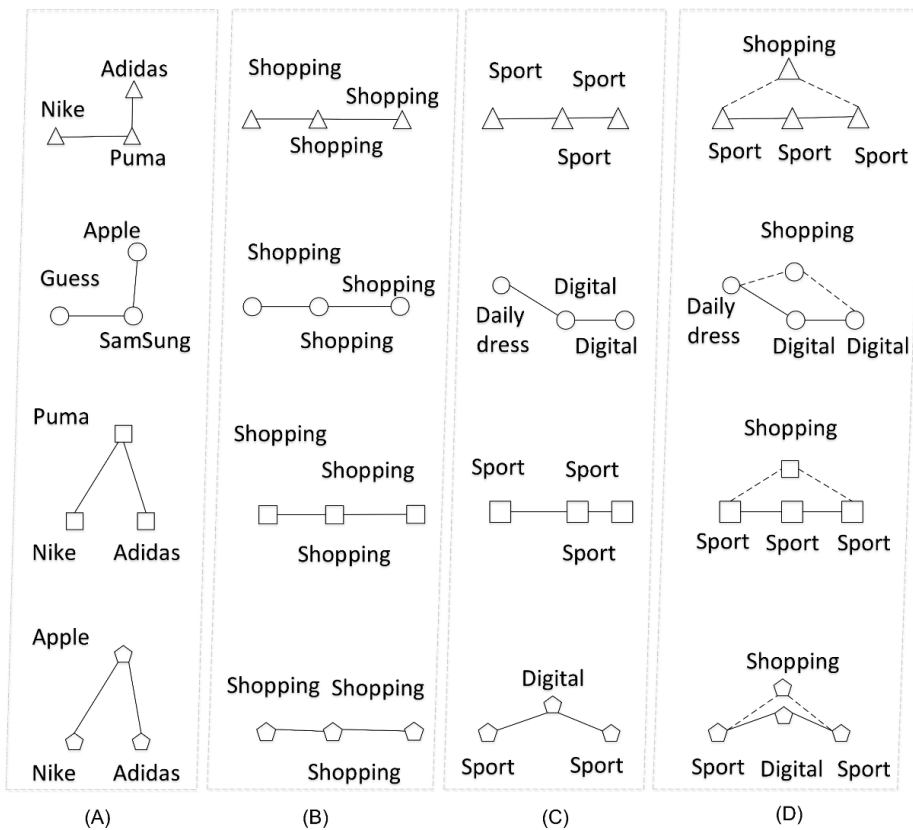 Adidas
Nike
Puma
Apple
Guess
SamSung
Puma
Nike Adidas
Apple
Nike Adidas
(A)
Shopping
Shopping
Shopping
Shopping
Shopping
Shopping
Shopping
Shopping
Shopping
Shopping Shopping
Shopping
(B)
Sport Sport
Sport
Digital
Daily
dress
Digital
Sport Sport
Sport
Digital
Sport Sport
(C)
Shopping
Sport Sport Sport
Shopping
Daily
dress
Digital Digital
Shopping
Sport Sport Sport
Shopping
Sport Digital Sport
(D)